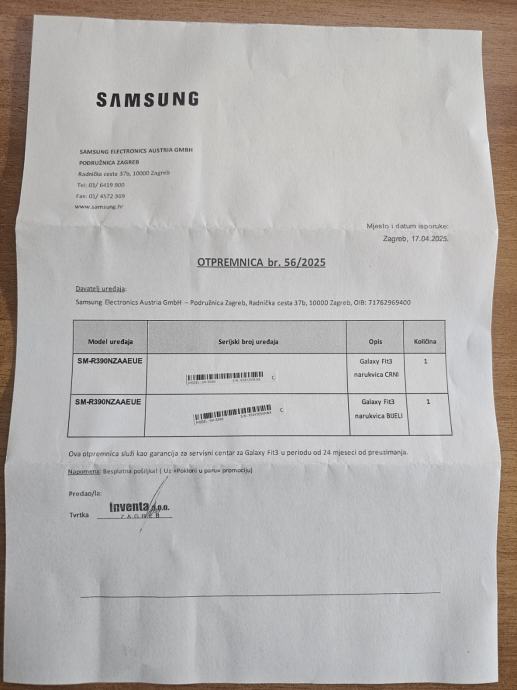 SAMSUNG
SAMSUNG ELECTRONICS AUSTRIA GMBH
PODRUŽNICA ZAGREB
Radnička cesta 37b, 10000 Zagreb
Tel: 01/ 6419 900
Fax: 01/ 4572 369
www.samsung.hr
Mjesto i datum isporuke:
Zagreb, 17.04.2025.
OTPREMNICA br. 56/2025
Davatelj uređaja:
Samsung Electronics Austria GmbH – Podružnica Zagreb, Radnička cesta 37b, 10000 Zagreb, OIB: 71762969400
Model uređaja Serijski broj uređaja Opis Količina
SM-R390NZAAEUE Galaxy Fit3 1
narukvica CRNI
SM-R390NZAAEUE Galaxy Fit3 1
narukvica BIJELI
Ova otpremnica služi kao garancija za servisni centar za Galaxy Fit3 u periodu od 24 mjeseci od preuzimanja.
Napomena: Besplatna pošiljka! ( Uz «Pokloni u paru» promociju)
Predao/la:
Tvrtka Inventa d.o.o.
ZAGREB